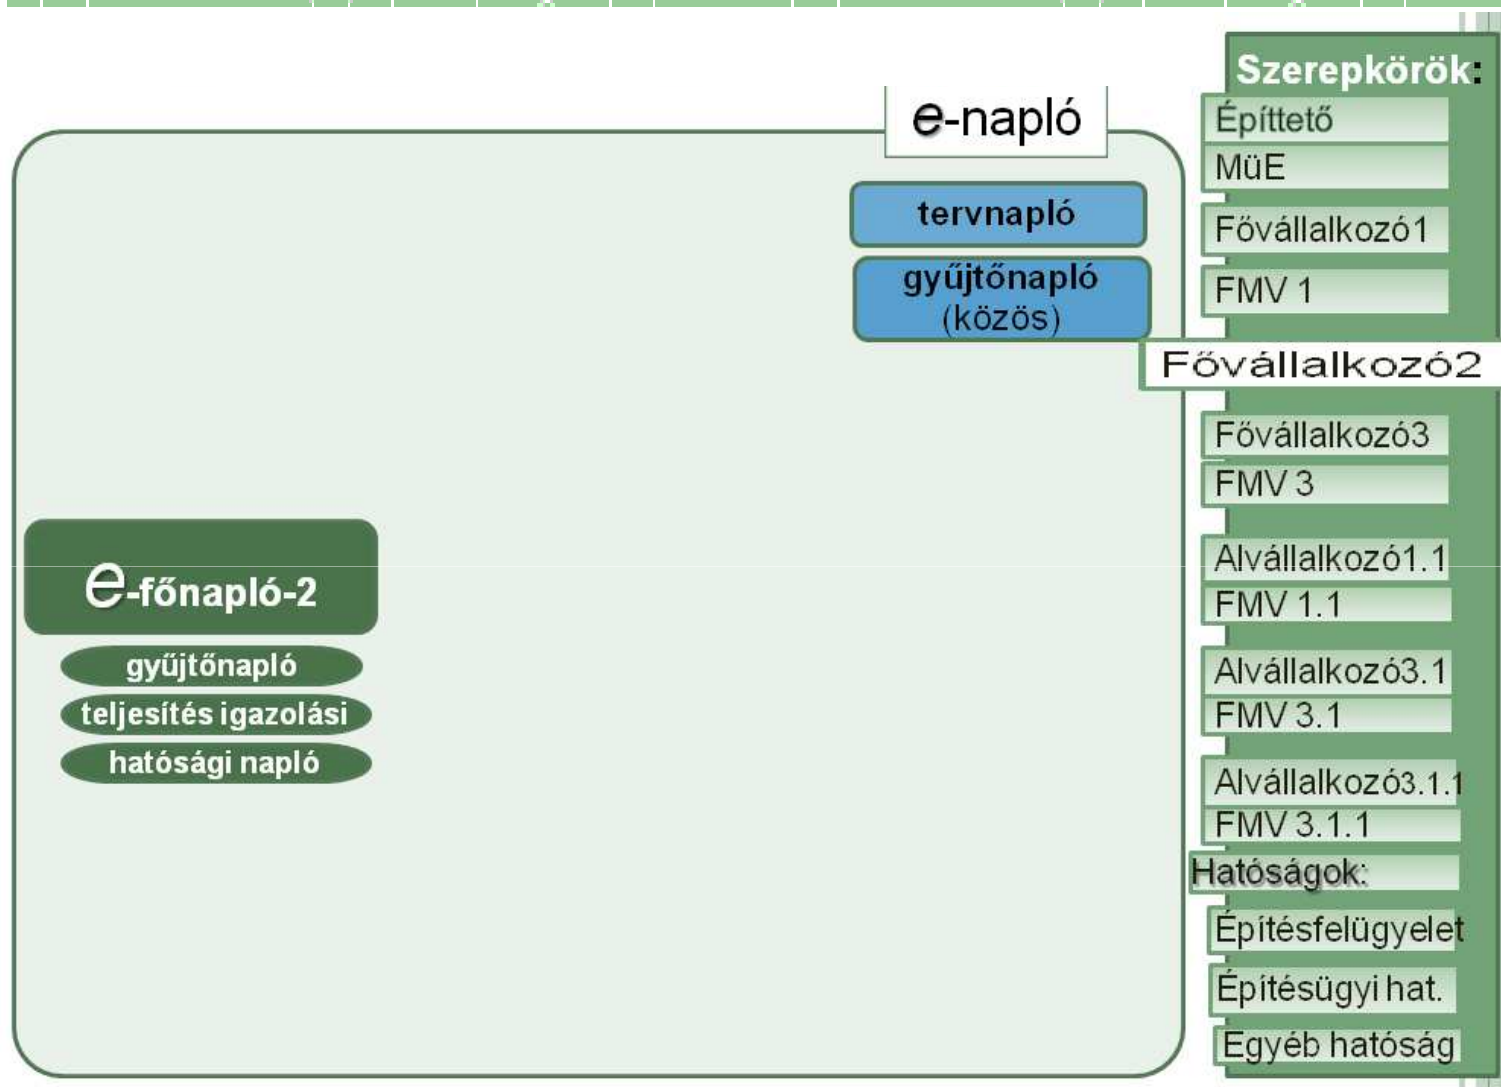 e-napló
tervnapló
gyűjtőnapló
(közös)
e-főnapló-2
gyűjtőnapló
teljesítés igazolási
hatósági napló
Szerepkörök:
Építtető
MüE
Fővállalkozó1
FMV 1
Fővállalkozó2
Fővállalkozó3
FMV 3
Alvállalkozó1.1
FMV 1.1
Alvállalkozó3.1
FMV 3.1
Alvállalkozó3.1.1
FMV 3.1.1
Hatóságok:
Építésfelügyelet
Építésügyi hat.
Egyéb hatóság